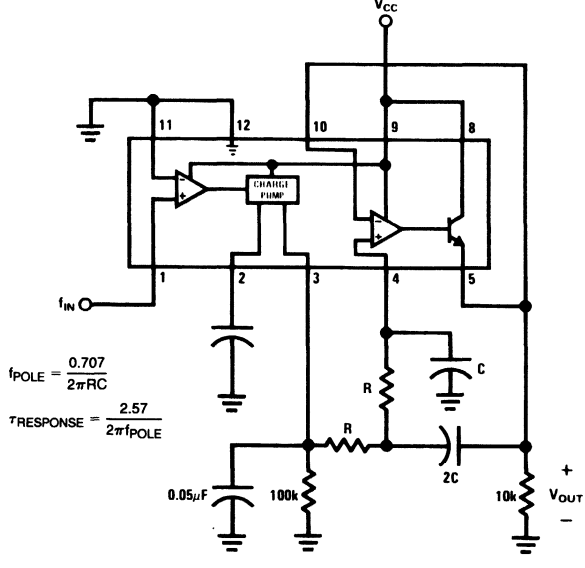 VCC
11
12
10
9
8
CHARGE
PUMP
−
+
−
+
1
2
3
4
5
fIN
fPOLE = 0.707
2πRC
τRESPONSE = 2.57
2πfPOLE
R
C
R
2C
0.05µF
100k
10k
+
VOUT
−